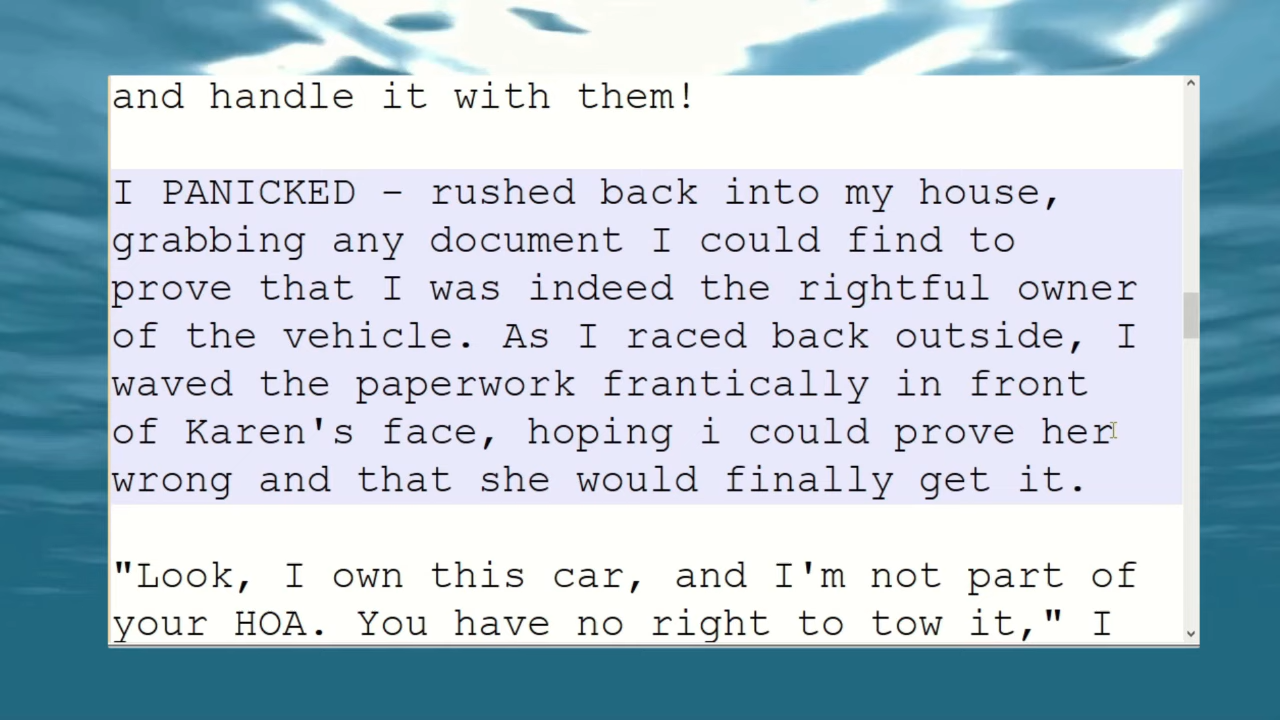 and handle it with them!
I PANICKED – rushed back into my house,
grabbing any document I could find to
prove that I was indeed the rightful owner
of the vehicle. As I raced back outside, I
waved the paperwork frantically in front
of Karen's face, hoping i could prove her
wrong and that she would finally get it.
"Look, I own this car, and I'm not part of
your HOA. You have no right to tow it," I